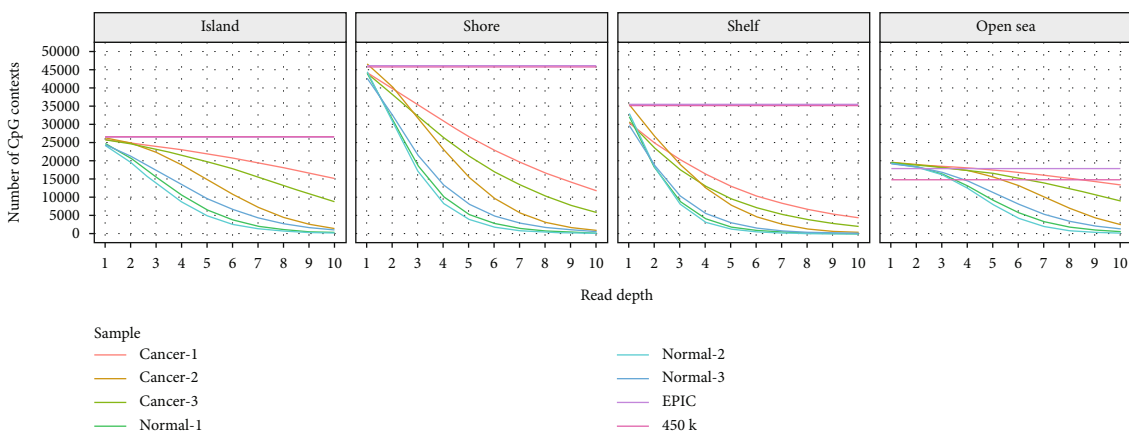 Island Shore Shelf Open sea
50000
45000
40000
35000
30000
25000
20000
15000
10000
5000
0
Number of CpG contexts
1 2 3 4 5 6 7 8 9 10 1 2 3 4 5 6 7 8 9 10 1 2 3 4 5 6 7 8 9 10 1 2 3 4 5 6 7 8 9 10
Read depth
Sample
Cancer-1
Cancer-2
Cancer-3
Normal-1
Normal-2
Normal-3
EPIC
450 k